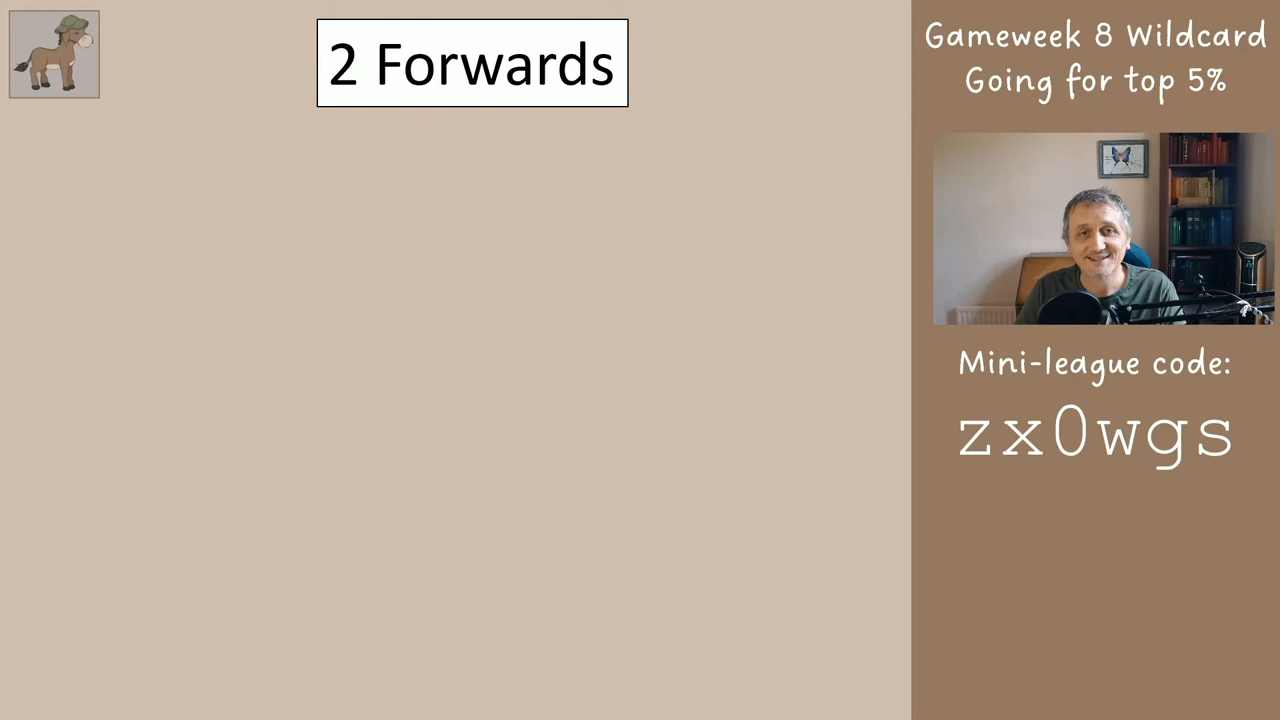 2 Forwards
Gameweek 8 Wildcard
Going for top 5%
Mini-league code:
zx0wgs